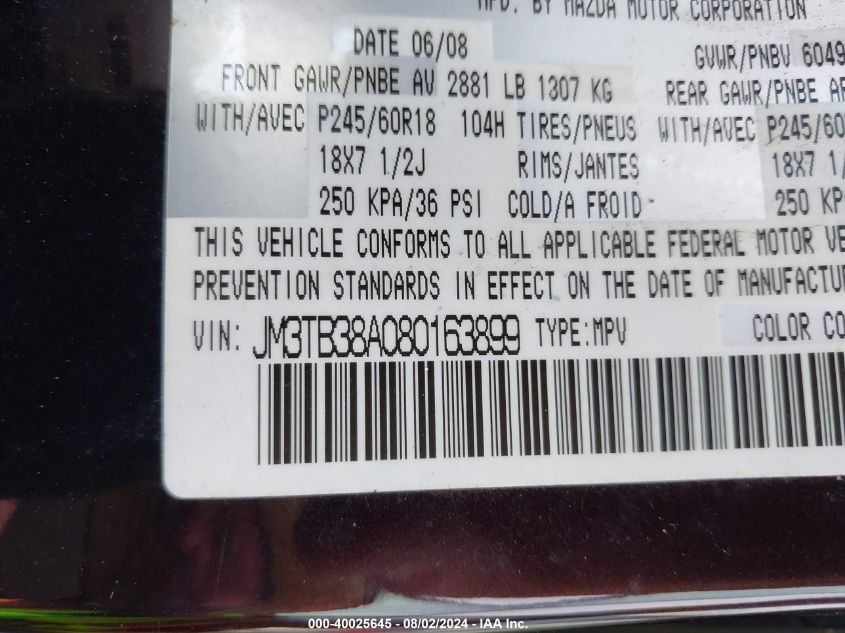 MFD. BY MAZDA MOTOR CORPORATION
DATE 06/08
GVWR/PNBV 6049
FRONT GAWR/PNBE AV 2881 LB 1307 KG
REAR GAWR/PNBE AR
WITH/AVEC P245/60R18 104H TIRES/PNEUS WITH/AVEC P245/60
18X7 1/2J RIMS/JANTES 18X7 1/
250 KPA/36 PSI COLD/A FROID 250 KP
THIS VEHICLE CONFORMS TO ALL APPLICABLE FEDERAL MOTOR VE
PREVENTION STANDARDS IN EFFECT ON THE DATE OF MANUFACTUR
VIN: JM3TB38A080163899 TYPE:MPV COLOR CO
000-40025645 - 08/02/2024 - IAA Inc.